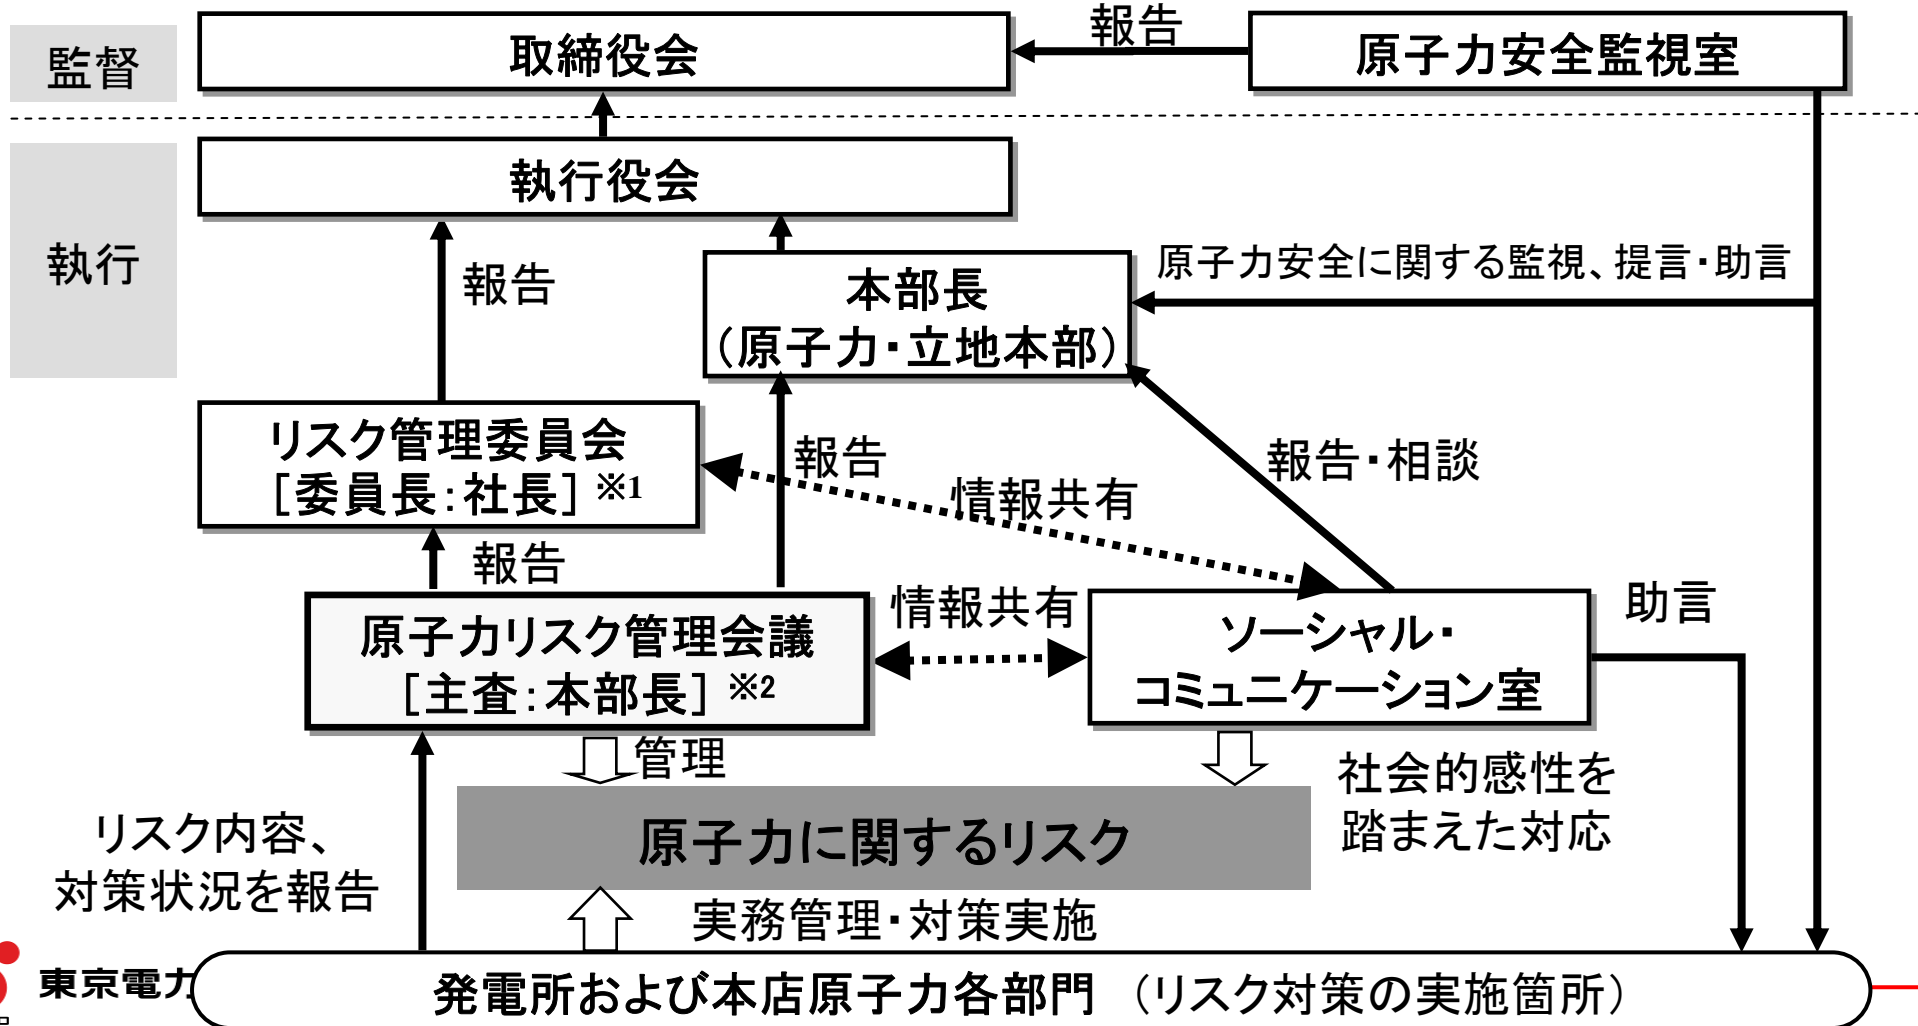 監督
取締役会
報告
原子力安全監視室
執行
執行役会
報告
本部長
（原子力・立地本部）
原子力安全に関する監視、提言・助言
リスク管理委員会
［委員長：社長］※1
報告
情報共有
報告・相談
報告
原子力リスク管理会議
［主査：本部長］※2
情報共有
ソーシャル・
コミュニケーション室
助言
管理
社会的感性を
踏まえた対応
リスク内容、
対策状況を報告
原子力に関するリスク
実務管理・対策実施
東京電力
発電所および本店原子力各部門 （リスク対策の実施箇所）